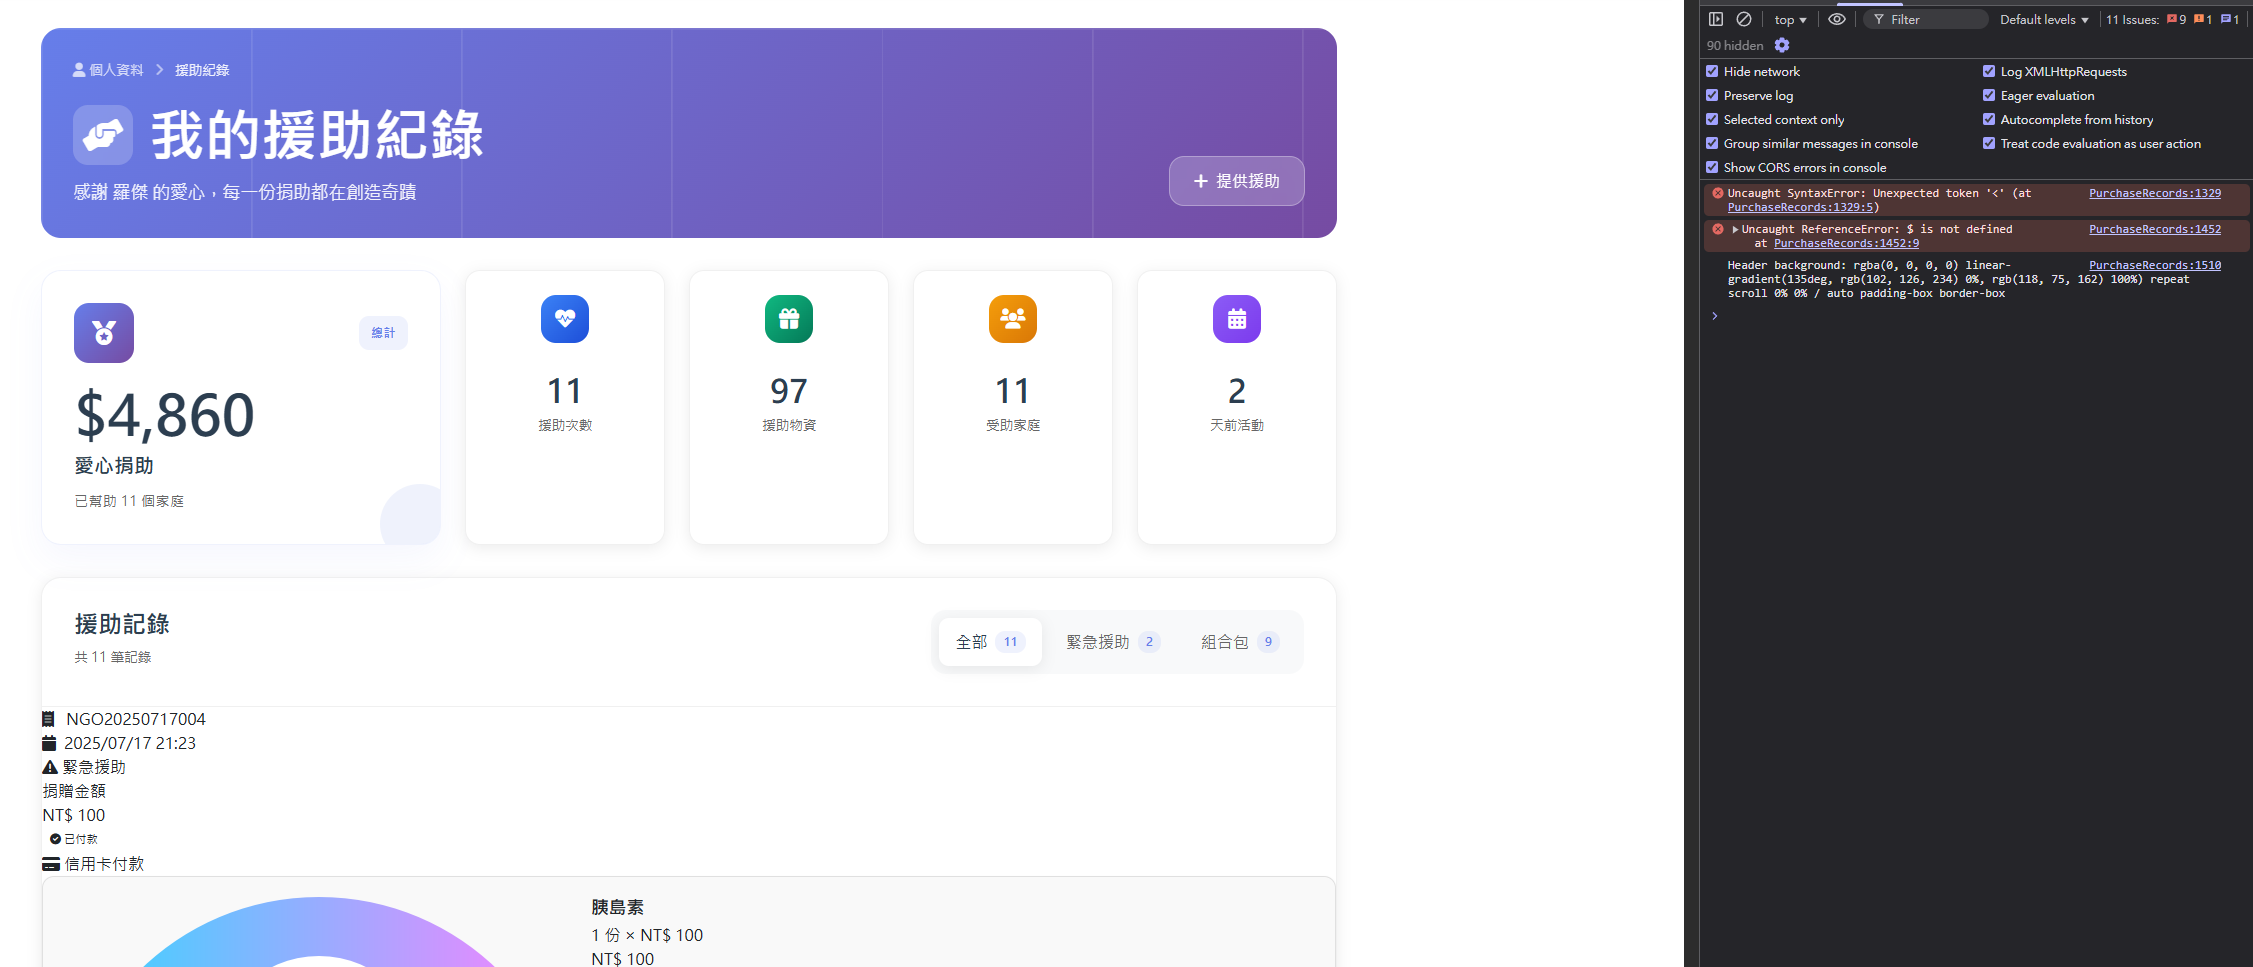 個人資料 > 援助紀錄
我的援助紀錄
感謝 羅傑 的愛心，每一份捐助都在創造奇蹟
+ 提供援助
總計
$4,860
愛心捐助
已幫助 11 個家庭
11
援助次數
97
援助物資
11
受助家庭
2
天前活動
援助記錄
共 11 筆記錄
全部 11
緊急援助 2
組合包 9
NGO20250717004
2025/07/17 21:23
緊急援助
捐贈金額
NT$ 100
已付款
信用卡付款
胰島素
1 份 × NT$ 100
NT$ 100
top ▼
Filter
Default levels ▼
11 Issues: 9 1 1
90 hidden
Hide network
Log XMLHttpRequests
Preserve log
Eager evaluation
Selected context only
Autocomplete from history
Group similar messages in console
Treat code evaluation as user action
Show CORS errors in console
Uncaught SyntaxError: Unexpected token '<' (at PurchaseRecords:1329
PurchaseRecords:1329:5)
Uncaught ReferenceError: $ is not defined PurchaseRecords:1452
at PurchaseRecords:1452:9
Header background: rgba(0, 0, 0, 0) linear- PurchaseRecords:1510
gradient(135deg, rgb(102, 126, 234) 0%, rgb(118, 75, 162) 100%) repeat
scroll 0% 0% / auto padding-box border-box